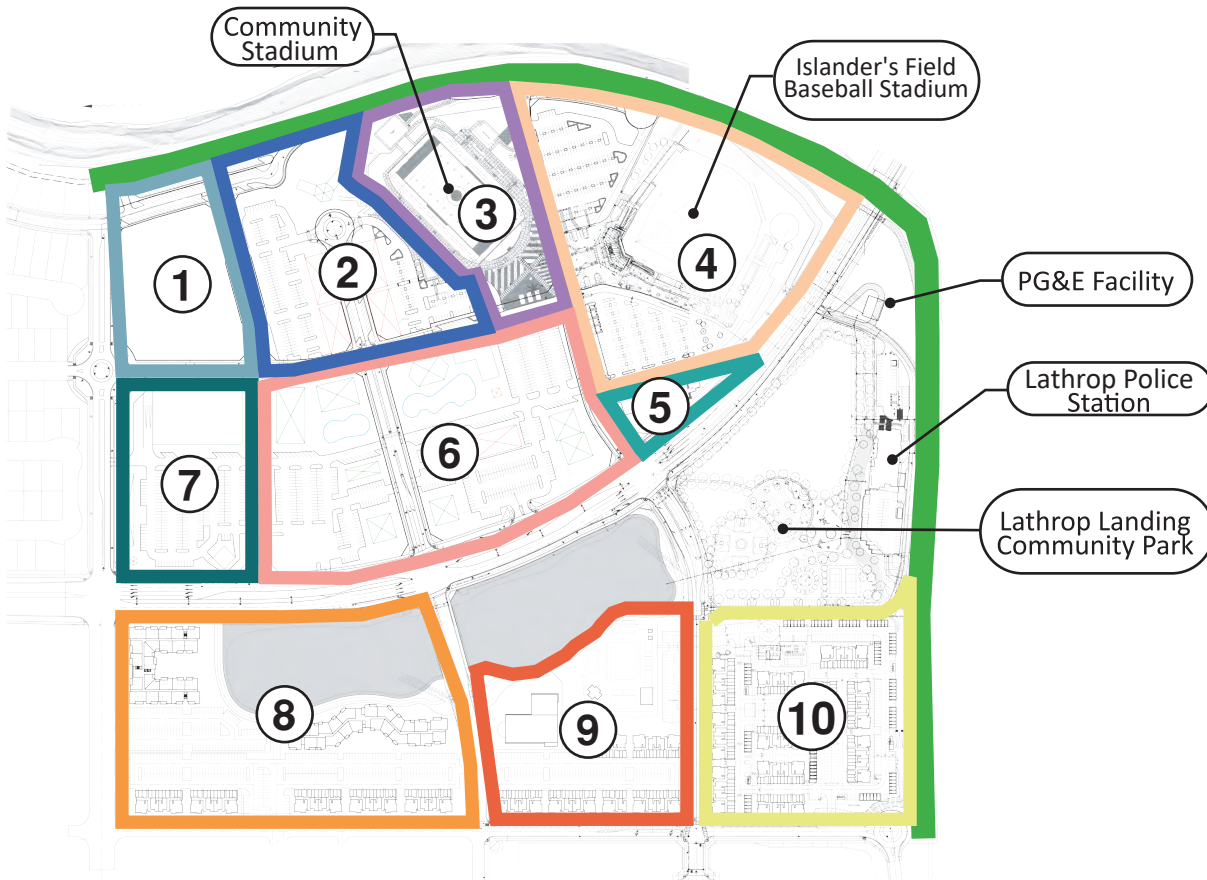 Community
Stadium
Islander's Field
Baseball Stadium
3
4
1
2
PG&E Facility
Lathrop Police
Station
5
6
7
Lathrop Landing
Community Park
8
9
10